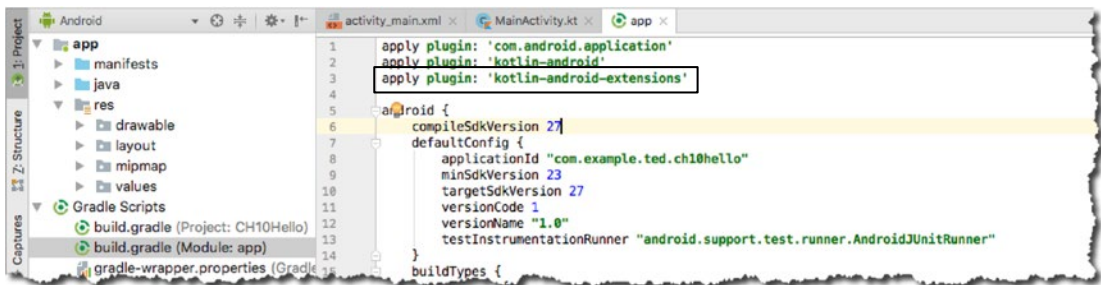 Android
activity_main.xml
MainActivity.kt
app
1: Project
Z: Structure
Captures
app
manifests
java
res
drawable
layout
mipmap
values
Gradle Scripts
build.gradle (Project: CH10Hello)
build.gradle (Module: app)
gradle-wrapper.properties (Gradle
1 apply plugin: 'com.android.application'
2 apply plugin: 'kotlin-android'
3 apply plugin: 'kotlin-android-extensions'
4
5 android {
6 compileSdkVersion 27
7 defaultConfig {
8 applicationId "com.example.ted.ch10hello"
9 minSdkVersion 23
10 targetSdkVersion 27
11 versionCode 1
12 versionName "1.0"
13 testInstrumentationRunner "android.support.test.runner.AndroidJUnitRunner"
14 }
15 buildTypes {